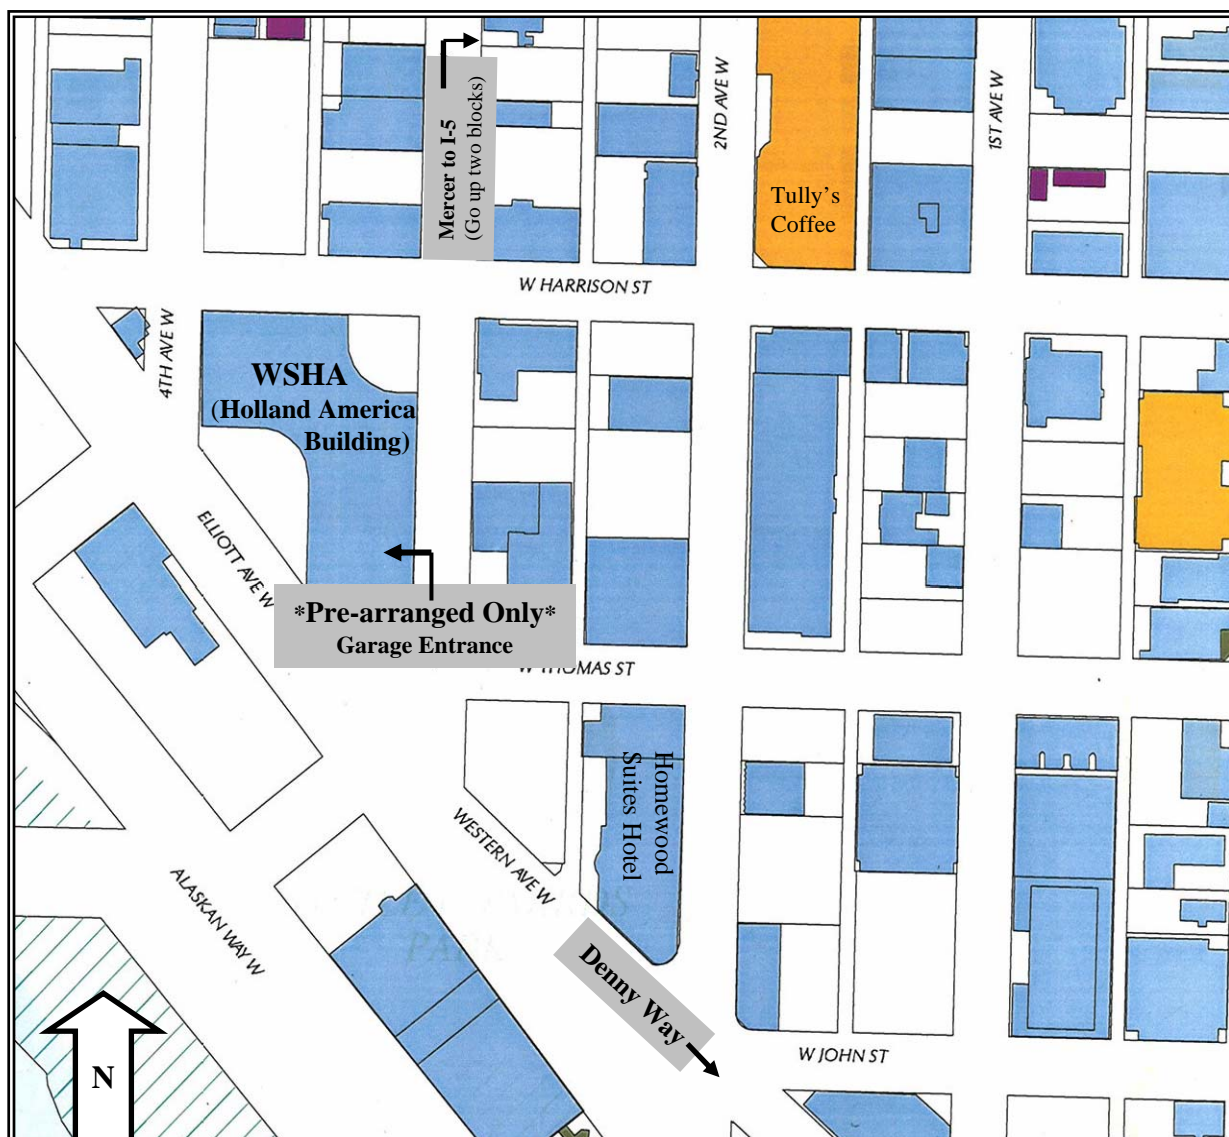 Mercer to I-5
(Go up two blocks)
2ND AVE W
1ST AVE W
Tully's
Coffee
W HARRISON ST
4TH AVE W
WSHA
(Holland America
Building)
ELLIOTT AVE W
*Pre-arranged Only*
Garage Entrance
W THOMAS ST
Homewood
Suites Hotel
WESTERN AVE W
ALASKAN WAY W
PARK
Denny Way
W JOHN ST
N